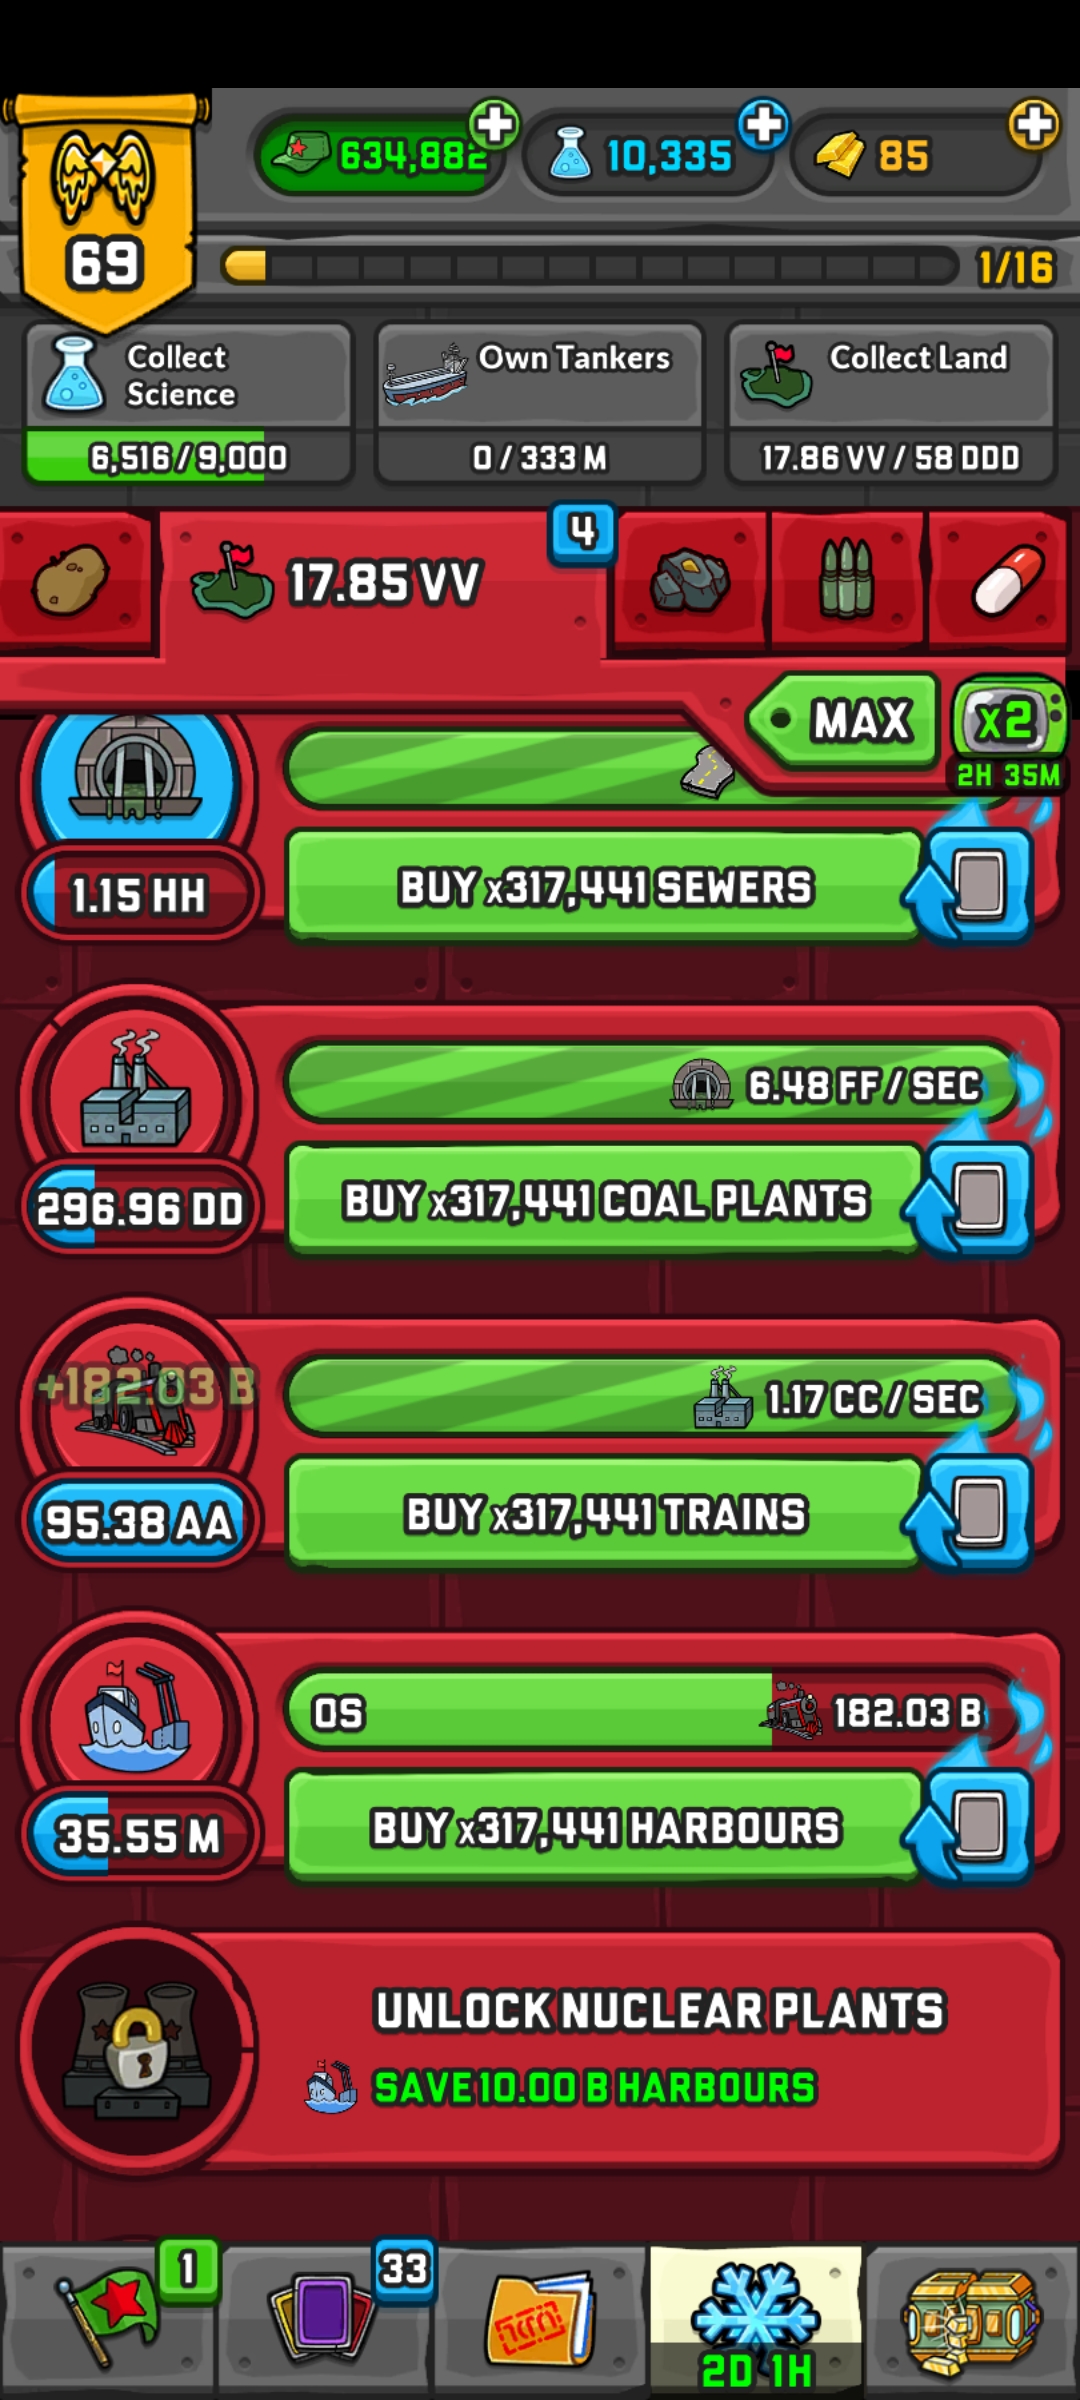 634,882
10,335
85
69
1/16
Collect
Science
6,516/9,000
Own Tankers
0/333 M
Collect Land
17.86 VV/58 DDD
4
17.85 VV
MAX
x2
2H 35M
1.15 HH
BUY x317,441 SEWERS
6.48 FF/SEC
296.96 DD
BUY x317,441 COAL PLANTS
+182.03 B
1.17 CC/SEC
95.38 AA
BUY x317,441 TRAINS
0S
182.03 B
35.55 M
BUY x317,441 HARBOURS
UNLOCK NUCLEAR PLANTS
SAVE 10.00 B HARBOURS
1
33
2D 1H